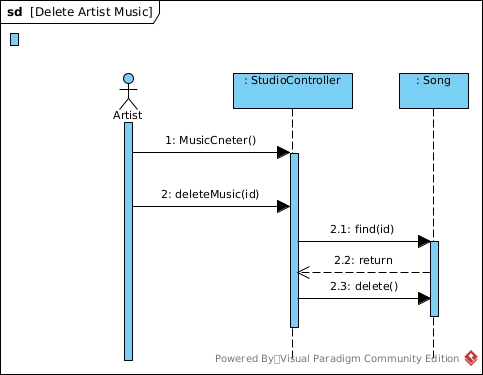 sd [Delete Artist Music]
: StudioController
: Song
Artist
1: MusicCneter()
2: deleteMusic(id)
2.1: find(id)
2.2: return
2.3: delete()
Powered By Visual Paradigm Community Edition